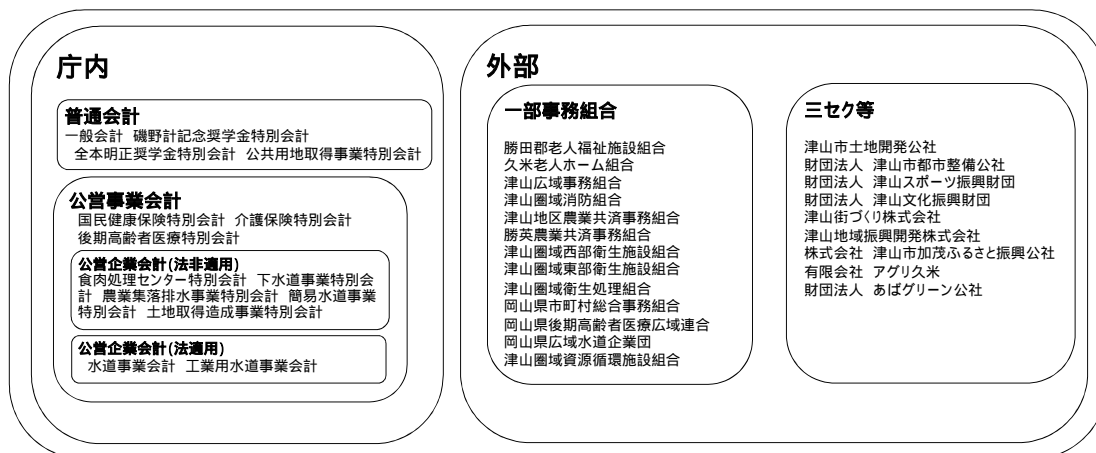 庁内
普通会計
一般会計 磯野計記念奨学金特別会計
全本明正奨学金特別会計 公共用地取得事業特別会計
公営事業会計
国民健康保険特別会計 介護保険特別会計
後期高齢者医療特別会計
公営企業会計(法非適用)
食肉処理センター特別会計 下水道事業特別会
計 農業集落排水事業特別会計 簡易水道事業
特別会計 土地取得造成事業特別会計
公営企業会計(法適用)
水道事業会計 工業用水道事業会計
外部
一部事務組合
勝田郡老人福祉施設組合
久米老人ホーム組合
津山広域事務組合
津山圏域消防組合
津山地区農業共済事務組合
勝英農業共済事務組合
津山圏域西部衛生施設組合
津山圏域東部衛生施設組合
津山圏域衛生処理組合
岡山県市町村総合事務組合
岡山県後期高齢者医療広域連合
岡山県広域水道企業団
津山圏域資源循環施設組合
三セク等
津山市土地開発公社
財団法人 津山市都市整備公社
財団法人 津山スポーツ振興財団
財団法人 津山文化振興財団
津山街づくり株式会社
津山地域振興開発株式会社
株式会社 津山市加茂ふるさと振興公社
有限会社 アグリ久米
財団法人 あばグリーン公社